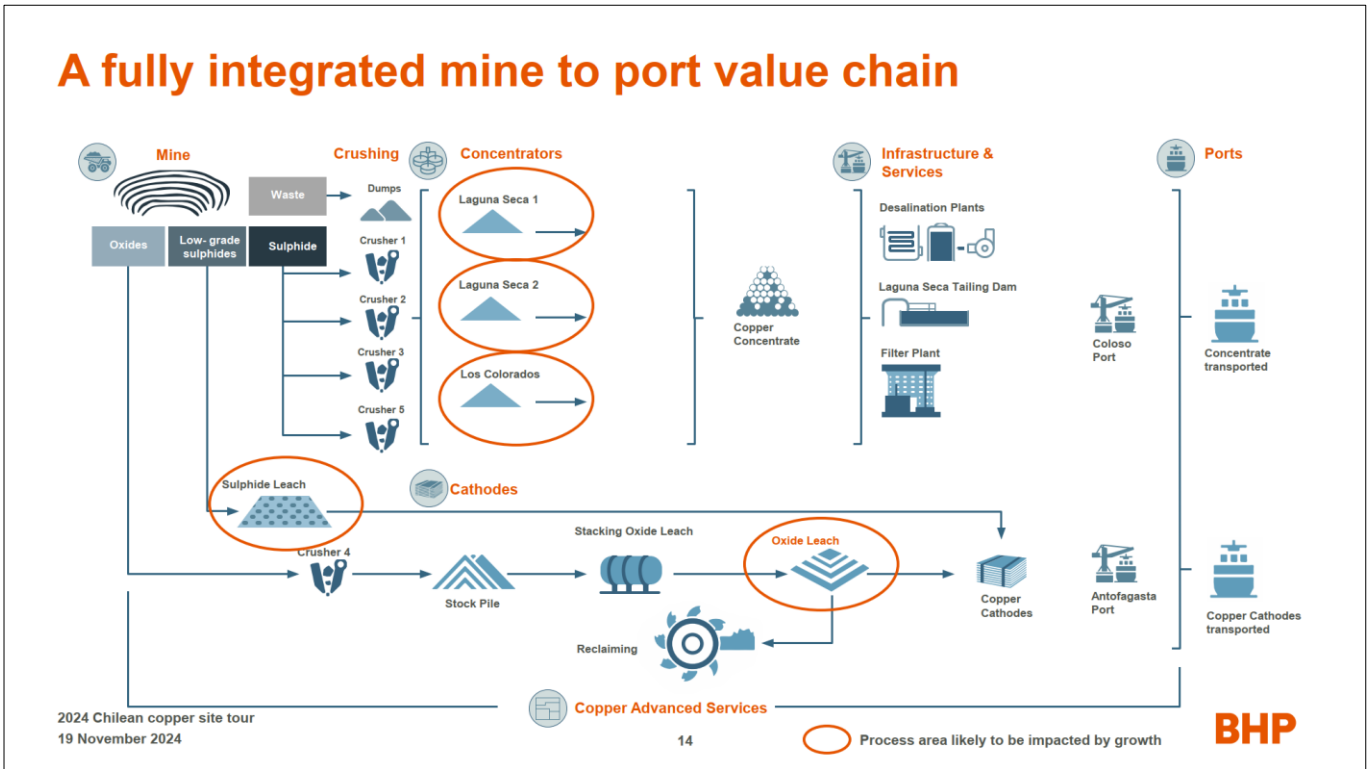 A fully integrated mine to port value chain
Mine
Crushing
Concentrators
Infrastructure &
Services
Ports
Waste
Dumps
Oxides
Low- grade
sulphides
Sulphide
Crusher 1
Crusher 2
Crusher 3
Crusher 5
Laguna Seca 1
Laguna Seca 2
Los Colorados
Copper
Concentrate
Desalination Plants
Laguna Seca Tailing Dam
Filter Plant
Coloso
Port
Concentrate
transported
Sulphide Leach
Cathodes
Crusher 4
Stock Pile
Stacking Oxide Leach
Oxide Leach
Reclaiming
Copper
Cathodes
Antofagasta
Port
Copper Cathodes
transported
Copper Advanced Services
2024 Chilean copper site tour
19 November 2024
14
Process area likely to be impacted by growth
BHP